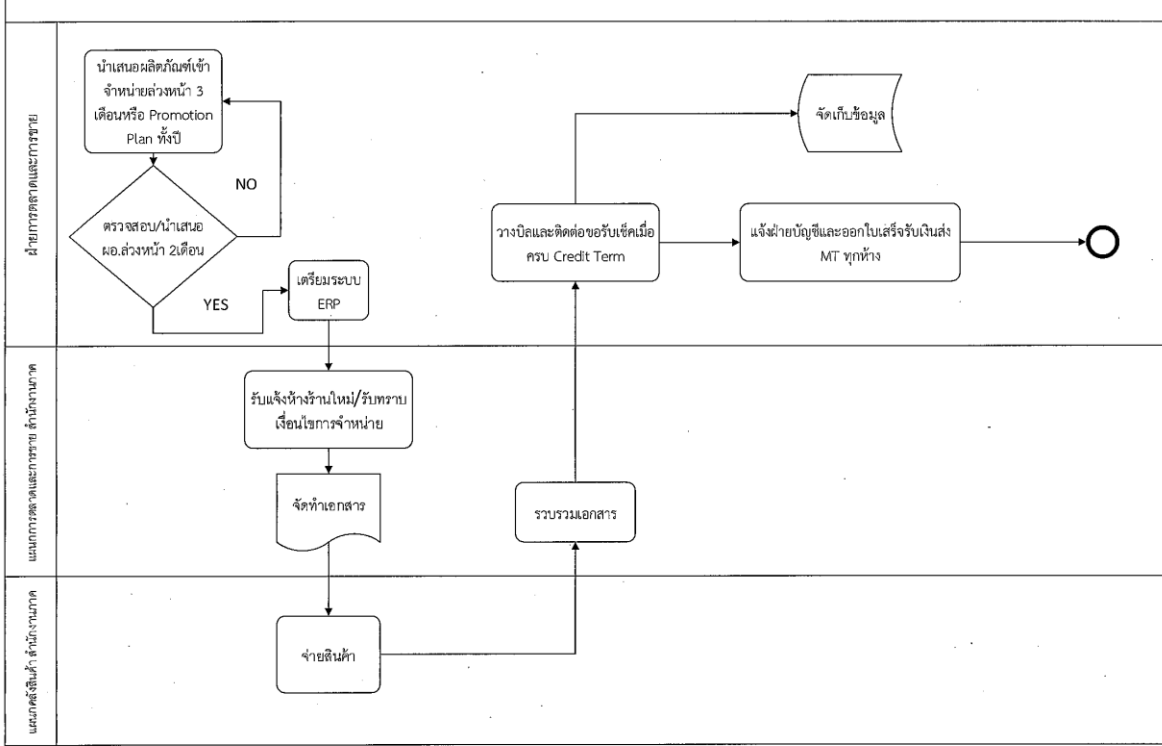 ฝ่ายการตลาดและการขาย
นำเสนอผลิตภัณฑ์เข้า
จำหน่ายล่วงหน้า 3
เดือนหรือ Promotion
Plan ทั้งปี
NO
ตรวจสอบ/นำเสนอ
ผอ.ล่วงหน้า 2เดือน
YES
เตรียมระบบ
ERP
วางบิลและติดต่อขอรับเช็คเมื่อ
ครบ Credit Term
จัดเก็บข้อมูล
แจ้งฝ่ายบัญชีและออกใบเสร็จรับเงินส่ง
MT ทุกห้าง
แผนกการตลาดและการขาย สำนักงานภาค
รับแจ้งห้างร้านใหม่/รับทราบ
เงื่อนไขการจำหน่าย
จัดทำเอกสาร
รวบรวมเอกสาร
แผนกคลังสินค้า สำนักงานภาค
จ่ายสินค้า